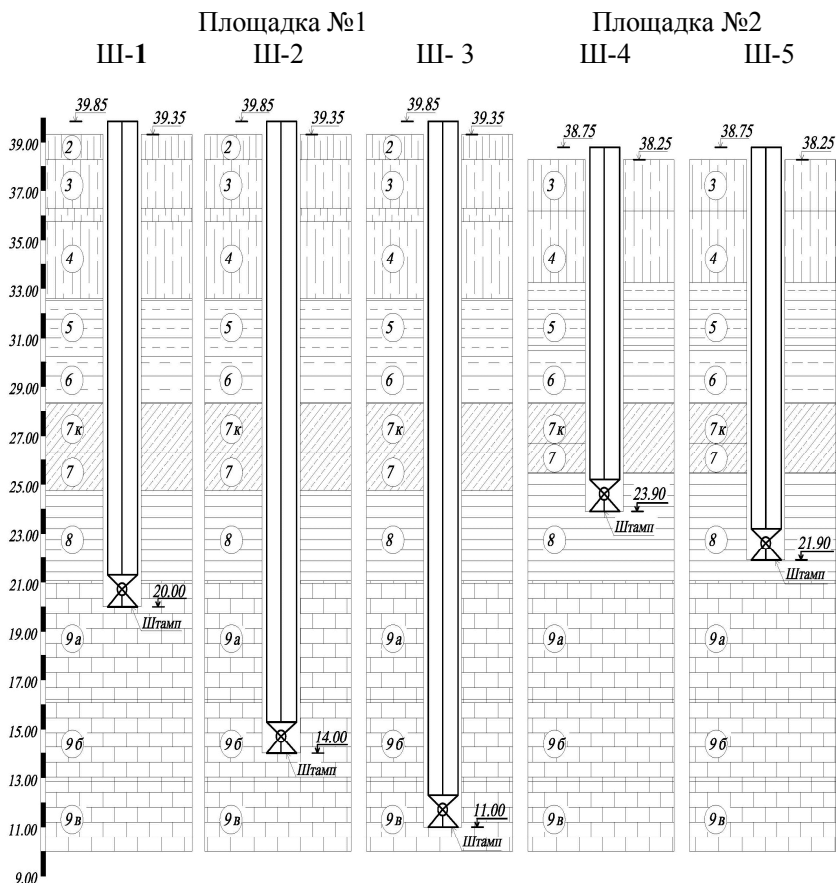 Площадка №1 Площадка №2
Ш-1 Ш-2 Ш- 3 Ш-4 Ш-5
39.85 39.35 39.85 39.35 39.85 39.35 38.75 38.25 38.75 38.25
39.00 2 2 2
37.00 3 3 3 3 3
35.00
33.00 4 4 4 4 4
31.00 5 5 5 5 5
29.00 6 6 6 6 6
27.00 7к 7к 7к 7к 7к
25.00 7 7 7 7 7
23.90
Штамп
23.00 8 8 8 8 8
21.90
Штамп
21.00
20.00
Штамп
19.00 9а 9а 9а 9а 9а
17.00
15.00
14.00
9б 9б 9б 9б 9б
Штамп
13.00
11.00
11.00 9в 9в 9в 9в 9в
Штамп
9.00